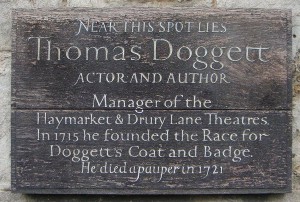 NEAR THIS SPOT LIES
Thomas Doggett
ACTOR AND AUTHOR
Manager of the
Haymarket & Drury Lane Theatres.
In 1715 he founded the Race for
Doggett's Coat and Badge.
He died a pauper in 1721